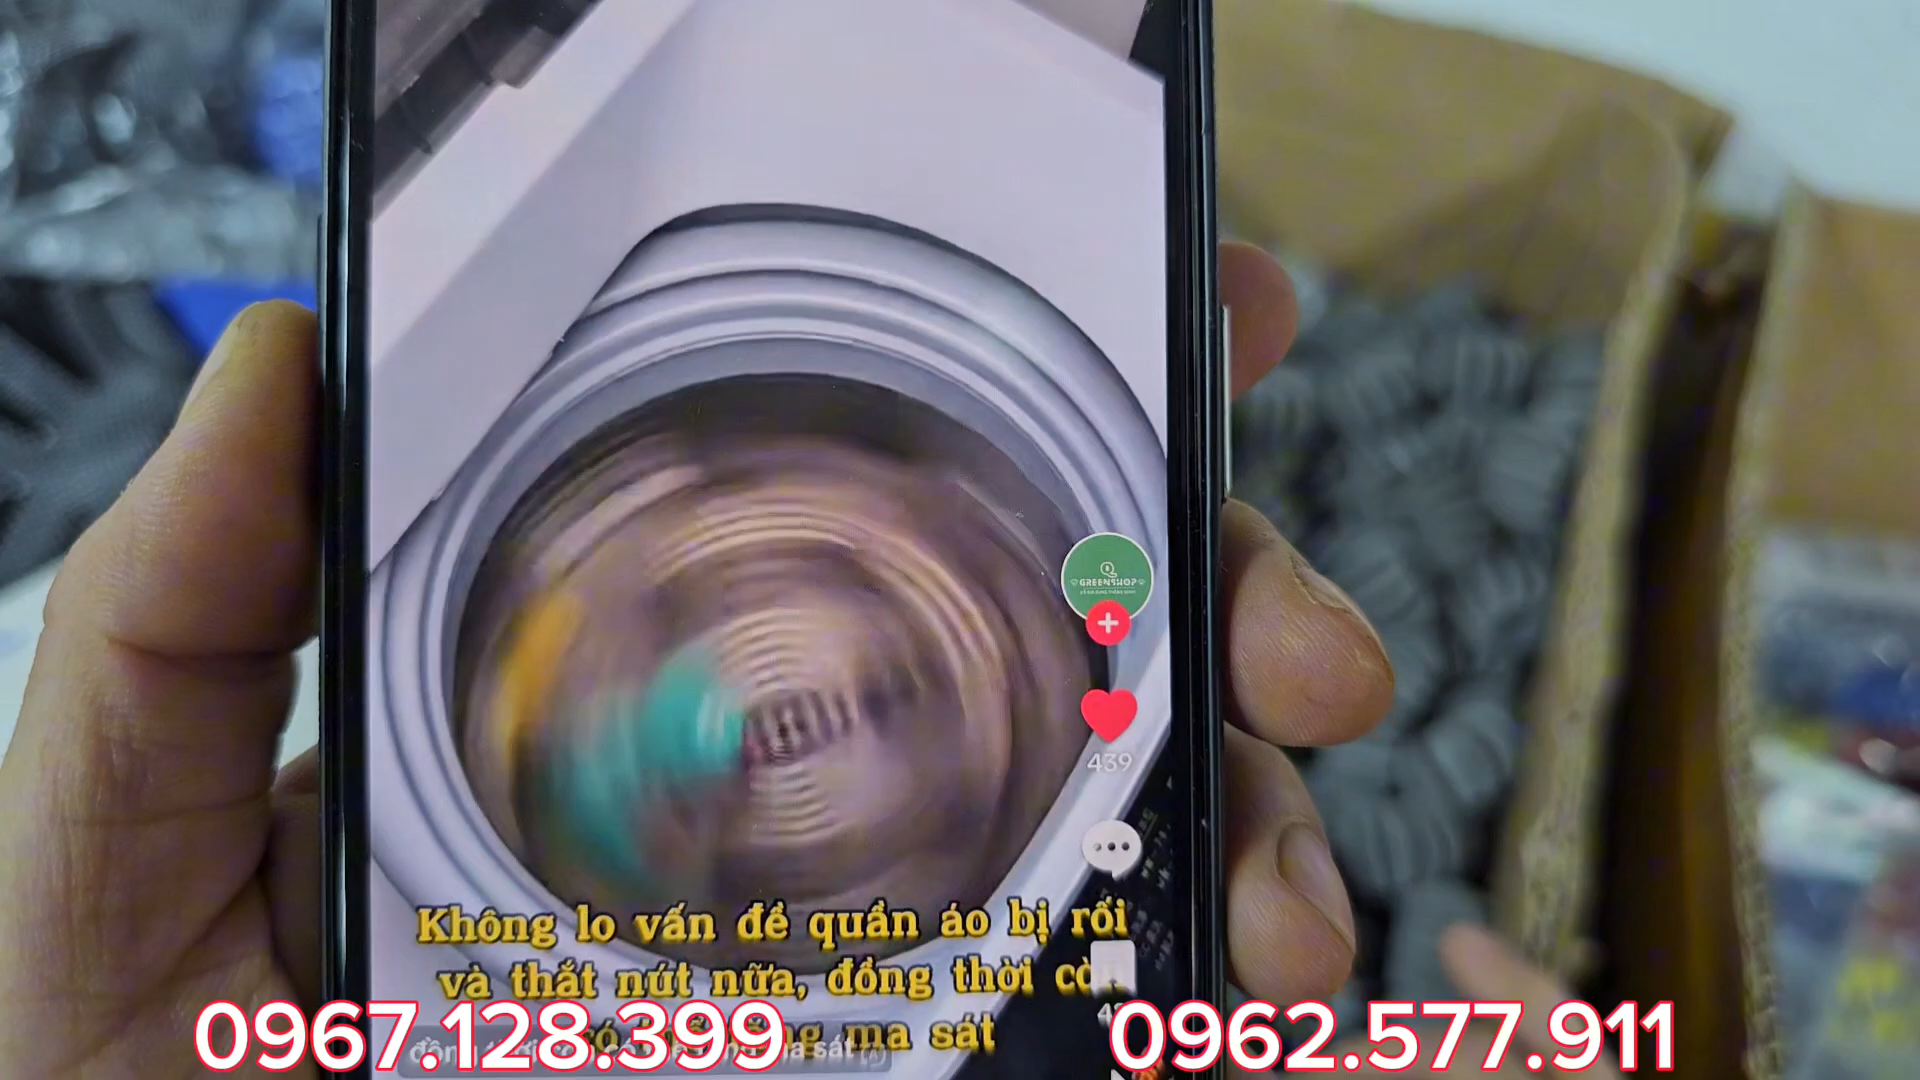 GREENSHOP
439
Không lo vấn đề quần áo bị rối
và thắt nút nữa, đồng thời
ma sát
0967.128.399
0962.577.911